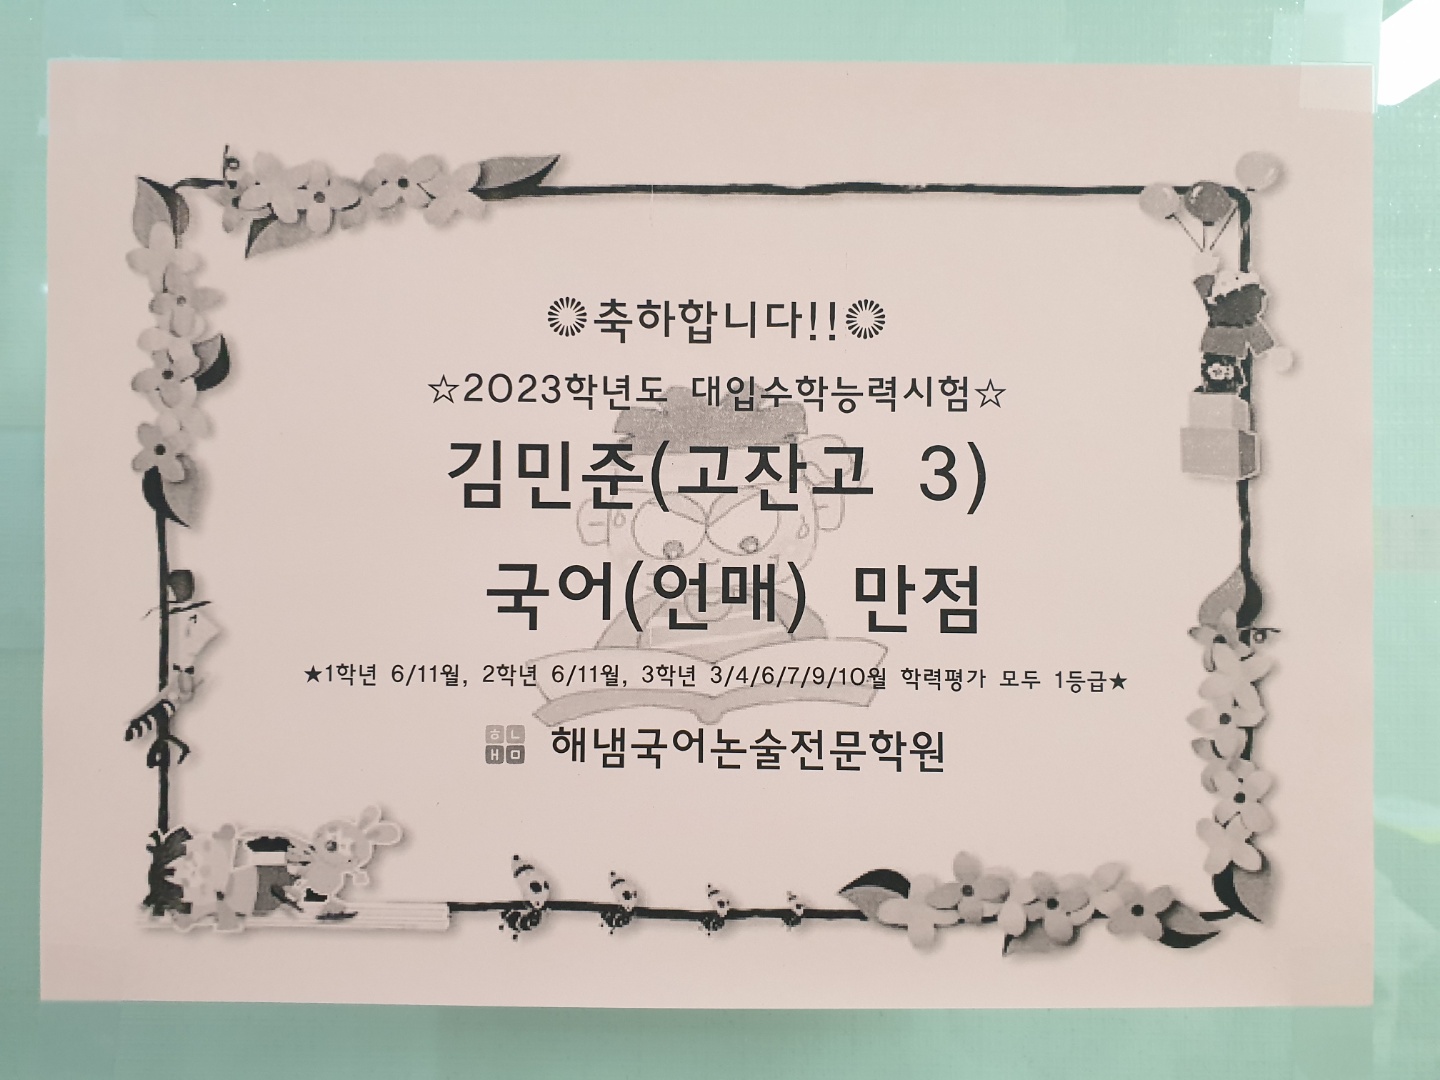 축하합니다!!
☆2023학년도 대입수학능력시험☆
김민준(고잔고 3)
국어(언매) 만점
★1학년 6/11월, 2학년 6/11월, 3학년 3/4/6/7/9/10월 학력평가 모두 1등급★
ㅎㄴ
ㅐㅁ 해냄국어논술전문학원